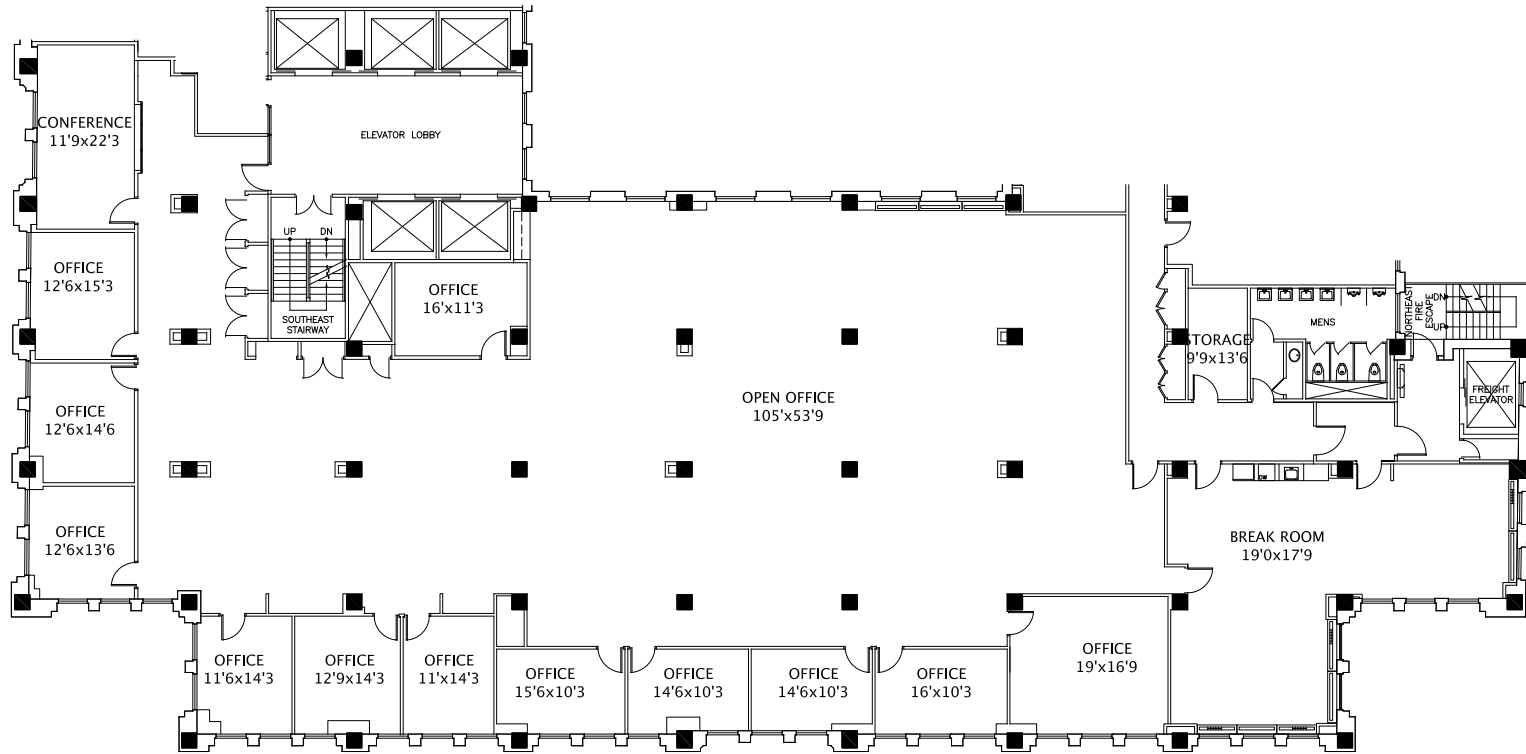 CONFERENCE
11'9x22'3
ELEVATOR LOBBY
OFFICE
12'6x15'3
UP
DN
SOUTHEAST
STAIRWAY
OFFICE
16'x11'3
OFFICE
12'6x14'6
OFFICE
12'6x13'6
OPEN OFFICE
105'x53'9
STORAGE
9'9x13'6
MENS
NORTHEAST
FIRE
ESCAPE
DN
UP
FREIGHT
ELEVATOR
DW
BREAK ROOM
19'0x17'9
OFFICE
11'6x14'3
OFFICE
12'9x14'3
OFFICE
11'x14'3
OFFICE
15'6x10'3
OFFICE
14'6x10'3
OFFICE
14'6x10'3
OFFICE
16'x10'3
OFFICE
19'x16'9